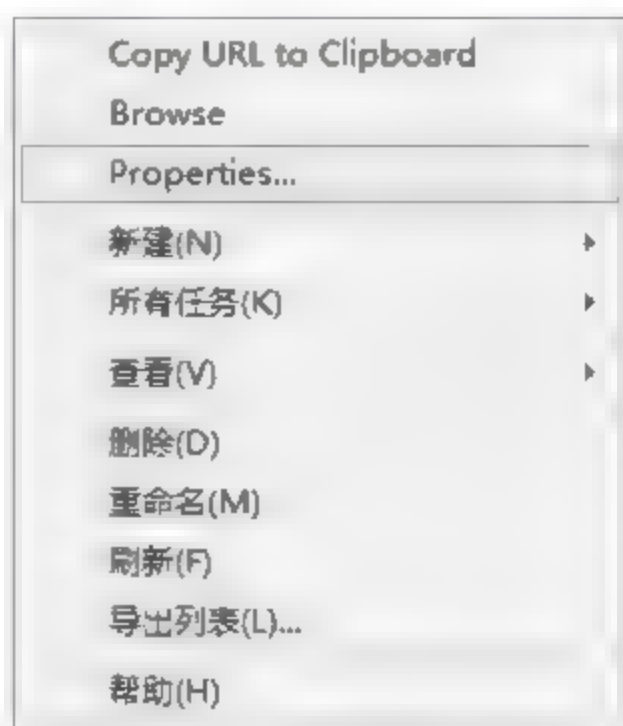 Copy URL to Clipboard
Browse
Properties...
新建(N)
所有任务(K)
查看(V)
删除(D)
重命名(M)
刷新(F)
导出列表(L)...
帮助(H)